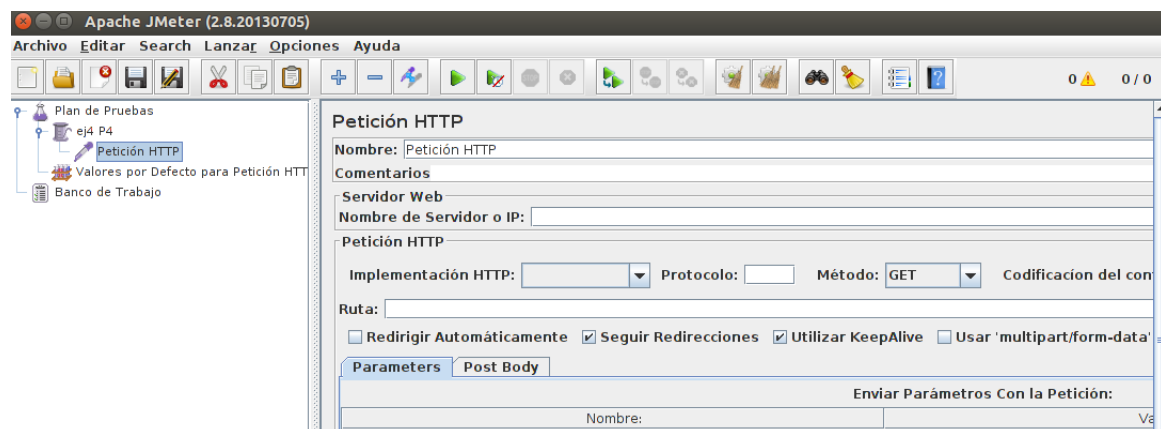 Apache JMeter (2.8.20130705)
Archivo Editar Search Lanzar Opciones Ayuda
0 0 / 0
Plan de Pruebas
ej4 P4
Petición HTTP
Valores por Defecto para Petición HTT
Banco de Trabajo
Petición HTTP
Nombre: Petición HTTP
Comentarios
Servidor Web
Nombre de Servidor o IP:
Petición HTTP
Implementación HTTP: Protocolo: Método: GET Codificacíon del con
Ruta:
Redirigir Automáticamente Seguir Redirecciones Utilizar KeepAlive Usar 'multipart/form-data'
Parameters Post Body
Enviar Parámetros Con la Petición:
Nombre: Va